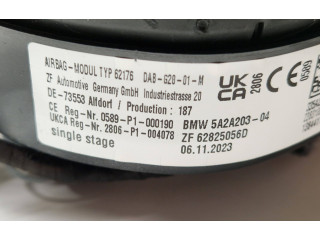 AIRBAG-MODUL TYP 62176 DAB-G20-01-M
ZF Automotive Germany GmbH Industriestrasse 20
DE-73553 Alfdorf / Production : 187
CE Reg-Nr. 0589-P1-000190 BMW 5A2A203-04
UKCA Reg-Nr. 2806-P1-004078 ZF 62825056D
single stage 06.11.2023
UK
CA
2806
CE
0589